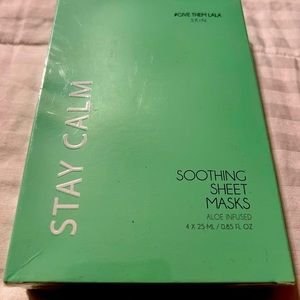 #GIVE THEM LALA
SKIN
STAY CALM
SOOTHING
SHEET
MASKS
ALOE INFUSED
4 X 25 ML / 0.85 FL OZ